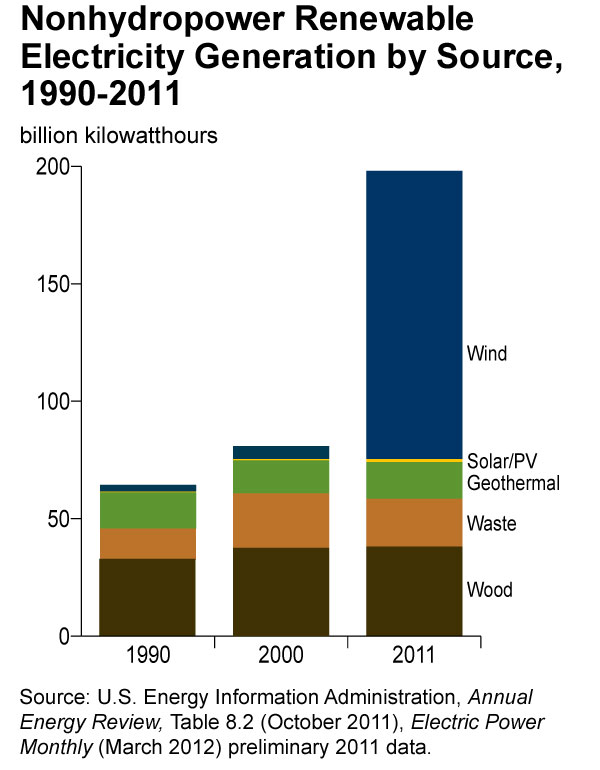 Nonhydropower Renewable
Electricity Generation by Source,
1990-2011
billion kilowatthours
200
150
100
50
0
Wind
Solar/PV
Geothermal
Waste
Wood
1990 2000 2011
Source: U.S. Energy Information Administration, Annual
Energy Review, Table 8.2 (October 2011), Electric Power
Monthly (March 2012) preliminary 2011 data.